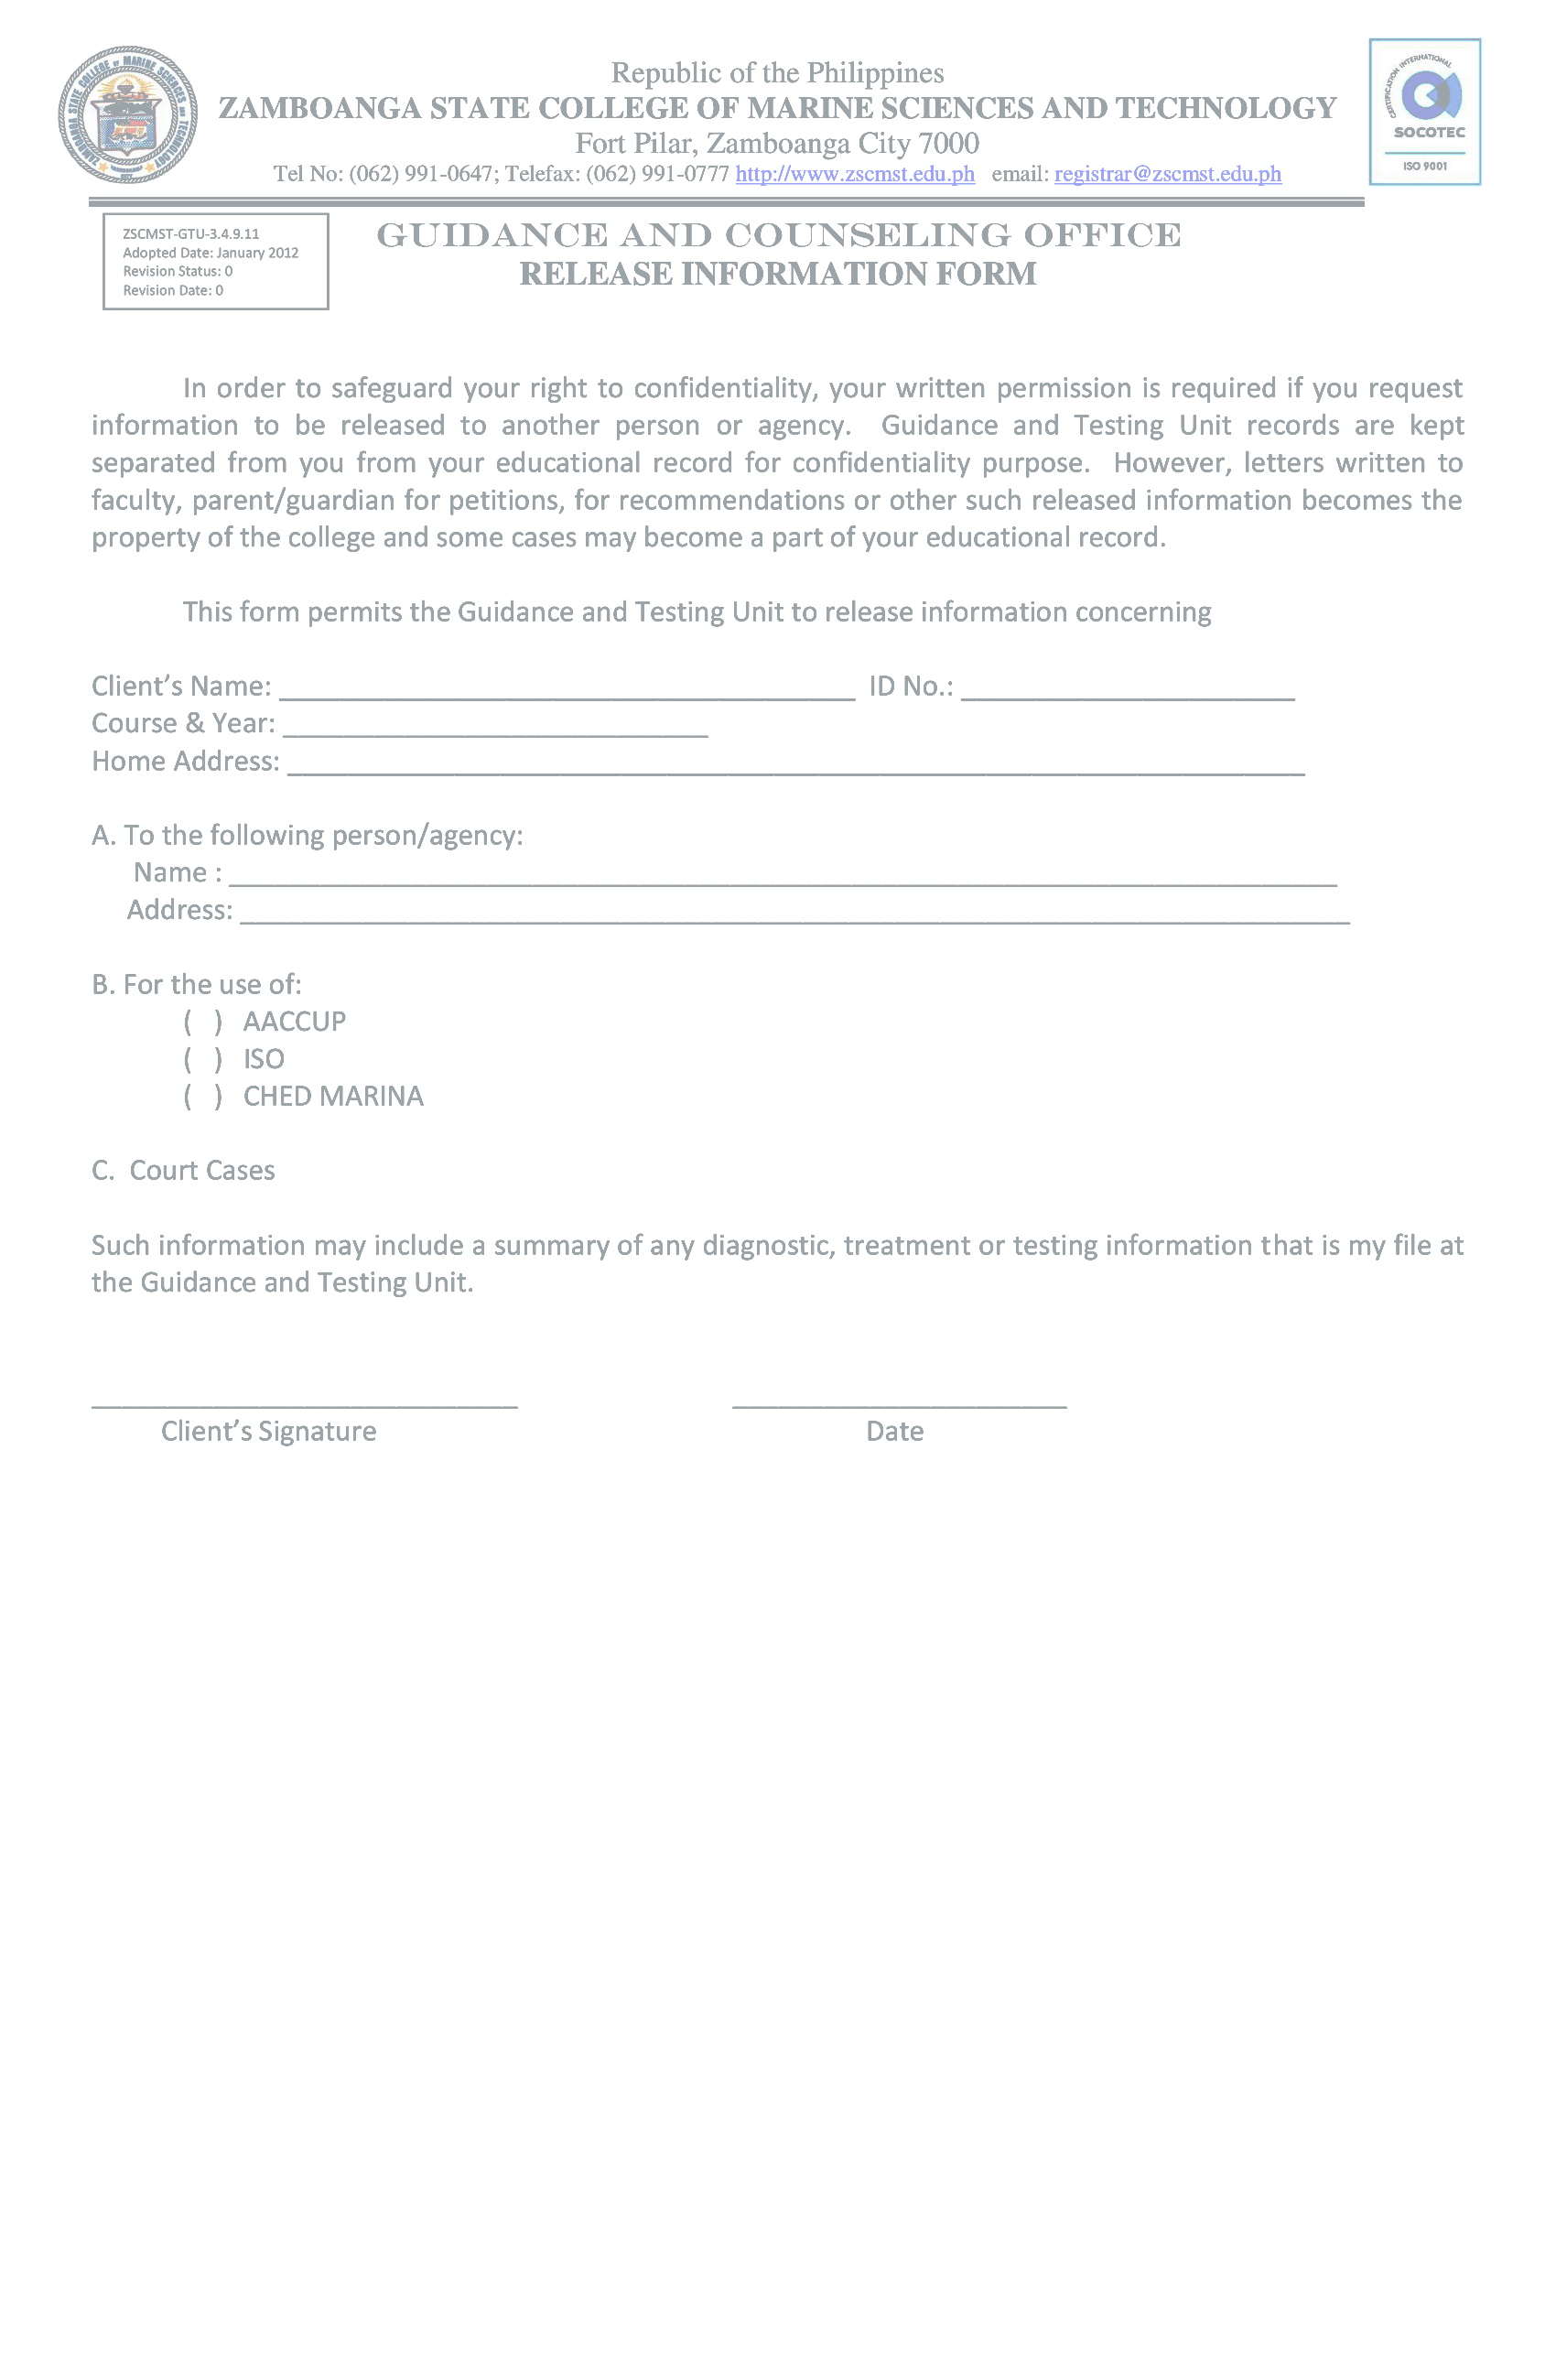 Republic of the Philippines
ZAMBOANGA STATE COLLEGE OF MARINE SCIENCES AND TECHNOLOGY
Fort Pilar, Zamboanga City 7000
Tel No: (062) 991-0647; Telefax: (062) 991-0777 http://www.zscmst.edu.ph email: registrar@zscmst.edu.ph
ZAMBOANGA STATE COLLEGE OF MARINE SCIENCES AND TECHNOLOGY
CERTIFICATION INTERNATIONAL
SOCOTEC
ISO 9001
ZSCMST-GTU-3.4.9.11
Adopted Date: January 2012
Revision Status: 0
Revision Date: 0
GUIDANCE AND COUNSELING OFFICE
RELEASE INFORMATION FORM
In order to safeguard your right to confidentiality, your written permission is required if you request
information to be released to another person or agency. Guidance and Testing Unit records are kept
separated from you from your educational record for confidentiality purpose. However, letters written to
faculty, parent/guardian for petitions, for recommendations or other such released information becomes the
property of the college and some cases may become a part of your educational record.
This form permits the Guidance and Testing Unit to release information concerning
Client’s Name: ______________________________________ ID No.: ______________________
Course & Year: ____________________________
Home Address: ___________________________________________________________________
A. To the following person/agency:
Name : _________________________________________________________________________
Address: _________________________________________________________________________
B. For the use of:
( ) AACCUP
( ) ISO
( ) CHED MARINA
C. Court Cases
Such information may include a summary of any diagnostic, treatment or testing information that is my file at
the Guidance and Testing Unit.
____________________________ ______________________
Client’s Signature Date